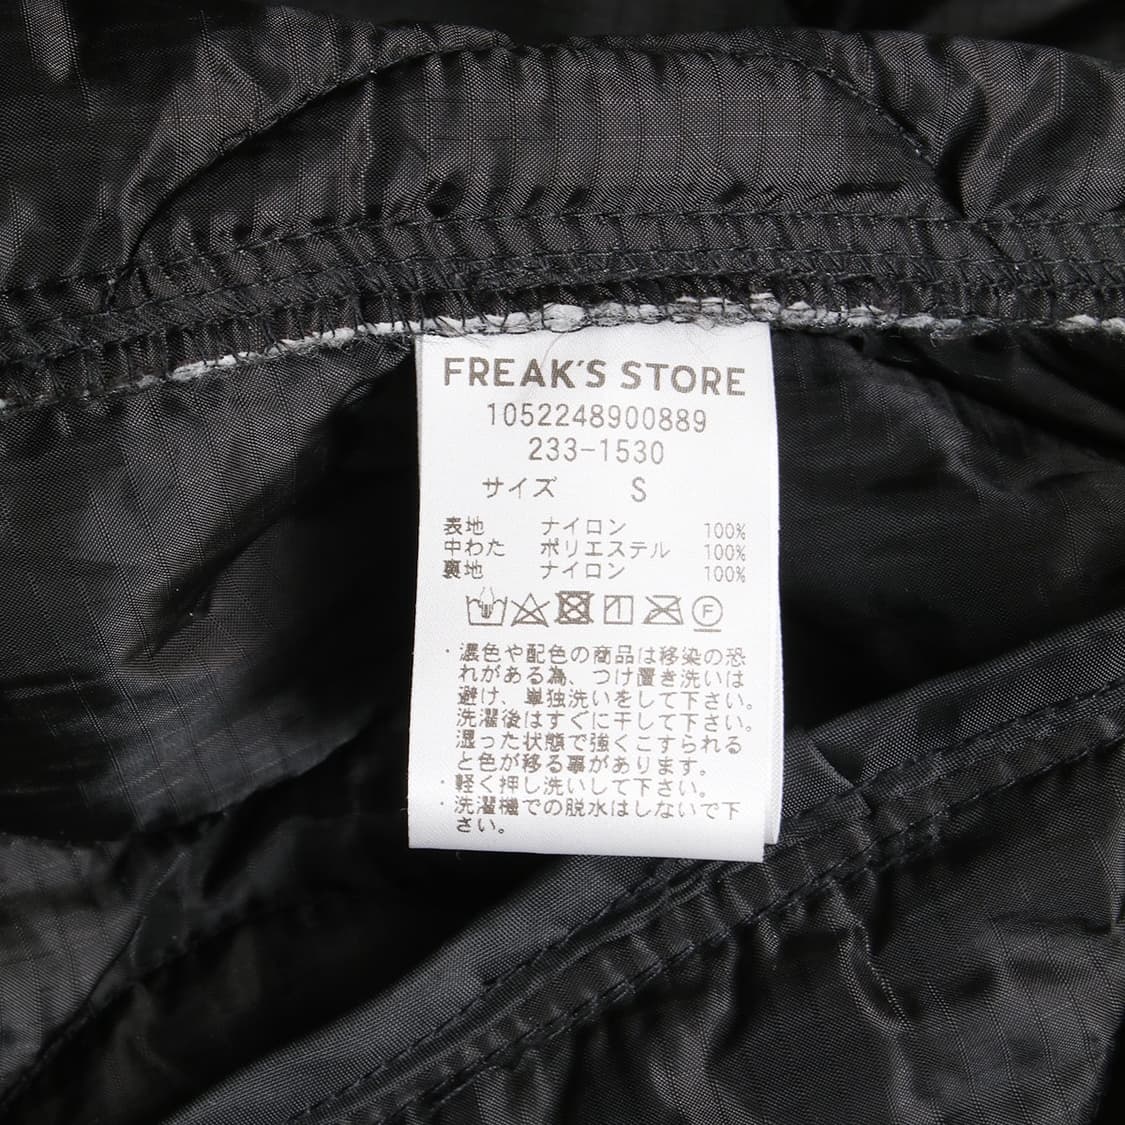 FREAK'S STORE
1052248900889
233-1530
サイズ S
表地 ナイロン 100%
中わた ポリエステル 100%
裏地 ナイロン 100%
F
・濃色や配色の商品は移染の恐
れがある為、つけ置き洗いは
避け、単独洗いをして下さい。
洗濯後はすぐに干して下さい。
湿った状態で強くこすられる
と色が移る事があります。
・軽く押し洗いして下さい。
・洗濯機での脱水はしないで下
さい。